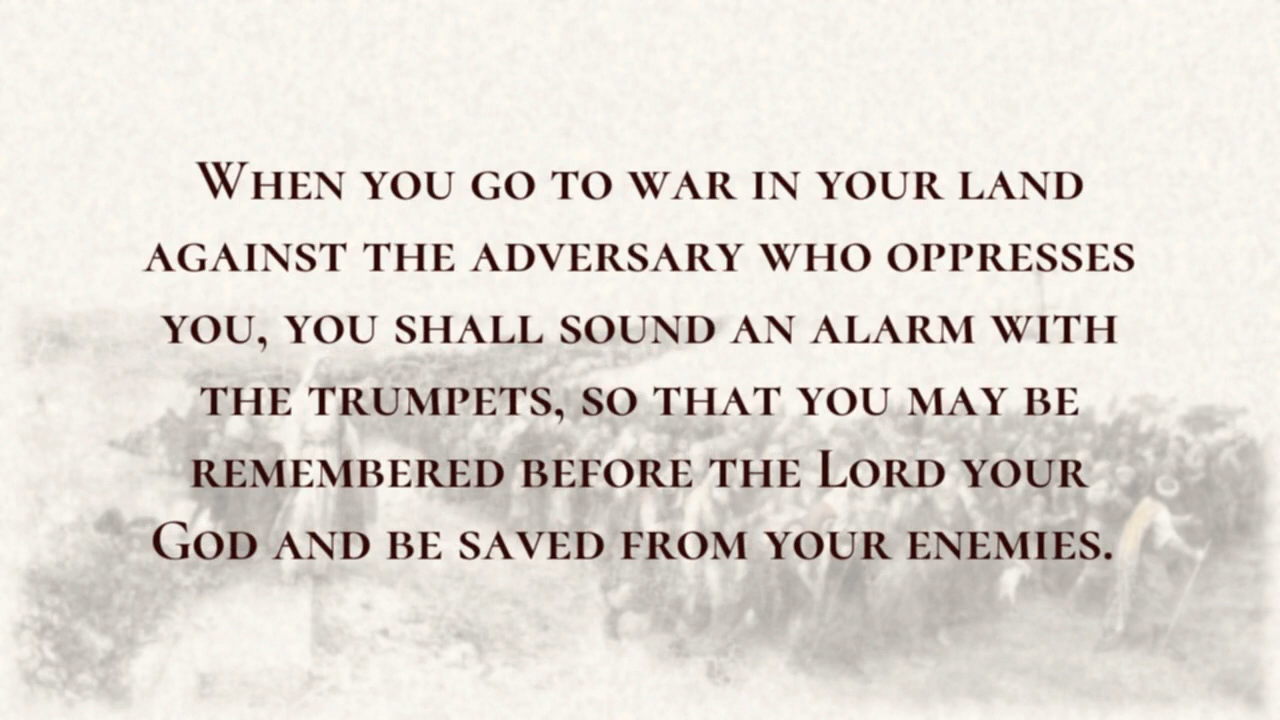 When you go to war in your land
against the adversary who oppresses
you, you shall sound an alarm with
the trumpets, so that you may be
remembered before the Lord your
God and be saved from your enemies.